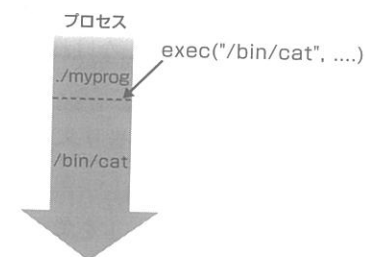 プロセス
exec("/bin/cat", ....)
./myprog
/bin/cat